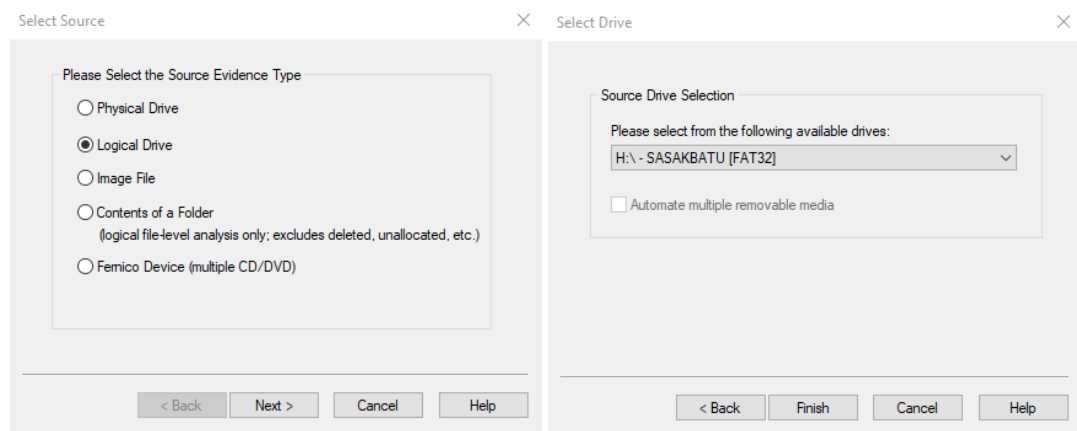 Select Source
Please Select the Source Evidence Type
Physical Drive
Logical Drive
Image File
Contents of a Folder
(logical file-level analysis only; excludes deleted, unallocated, etc.)
Fernico Device (multiple CD/DVD)
< Back
Next >
Cancel
Help
Select Drive
Source Drive Selection
Please select from the following available drives:
H:\ - SASAKBATU [FAT32]
Automate multiple removable media
< Back
Finish
Cancel
Help